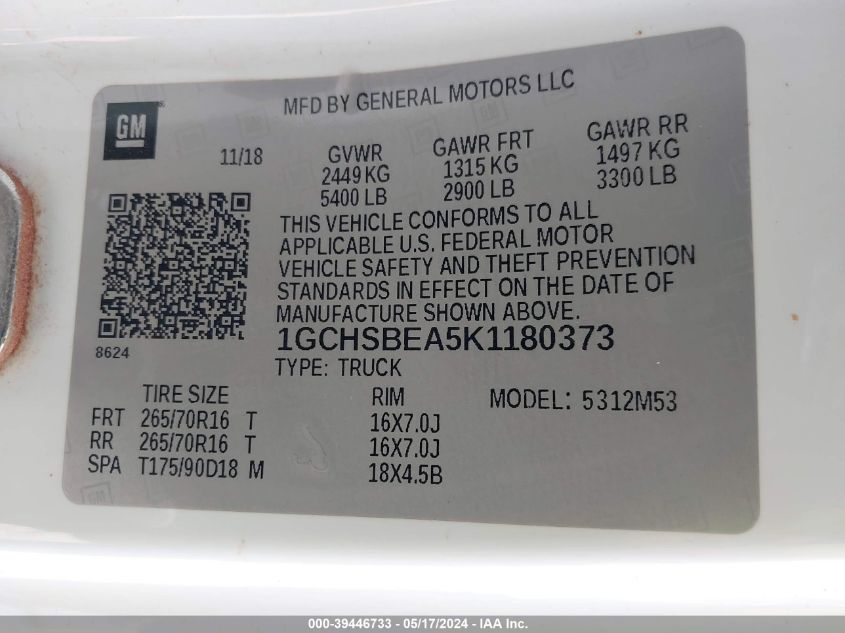 MFD BY GENERAL MOTORS LLC
GM
11/18
GVWR GAWR FRT GAWR RR
2449 KG 1315 KG 1497 KG
5400 LB 2900 LB 3300 LB
THIS VEHICLE CONFORMS TO ALL
APPLICABLE U.S. FEDERAL MOTOR
VEHICLE SAFETY AND THEFT PREVENTION
STANDARDS IN EFFECT ON THE DATE OF
MANUFACTURE SHOWN ABOVE.
1GCHSBEA5K1180373
8624
TYPE: TRUCK
TIRE SIZE RIM MODEL: 5312M53
FRT 265/70R16 T 16X7.0J
RR 265/70R16 T 16X7.0J
SPA T175/90D18 M 18X4.5B
000-39446733 — 05/17/2024 — IAA Inc.